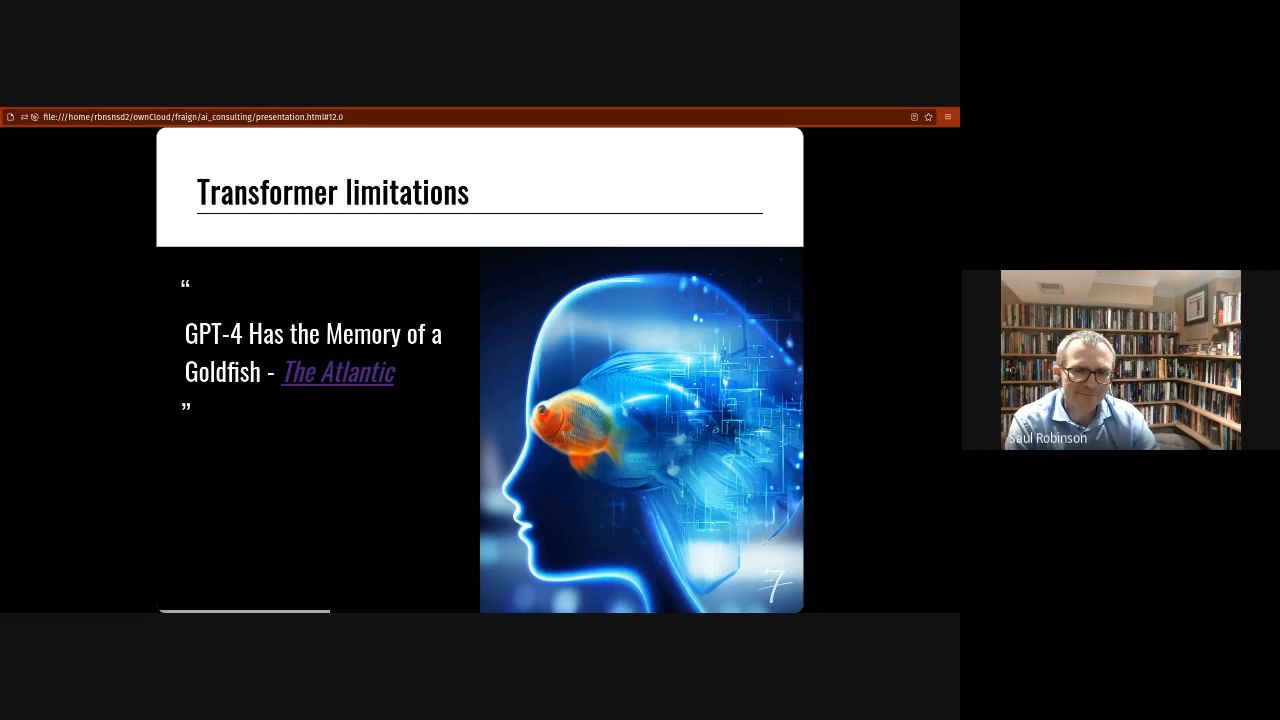 file:///home/rbnsnsd2/ownCloud/fraign/ai_consulting/presentation.html#12.0
Transformer limitations
“
GPT-4 Has the Memory of a
Goldfish - The Atlantic
”
7
Saul Robinson